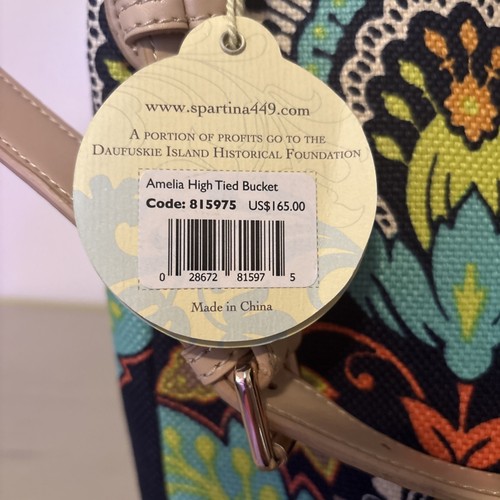 www.spartina449.com
A PORTION OF PROFITS GO TO THE
DAUFUSKIE ISLAND HISTORICAL FOUNDATION
Amelia High Tied Bucket
Code: 815975 US$165.00
0 28672 81597 5
Made in China